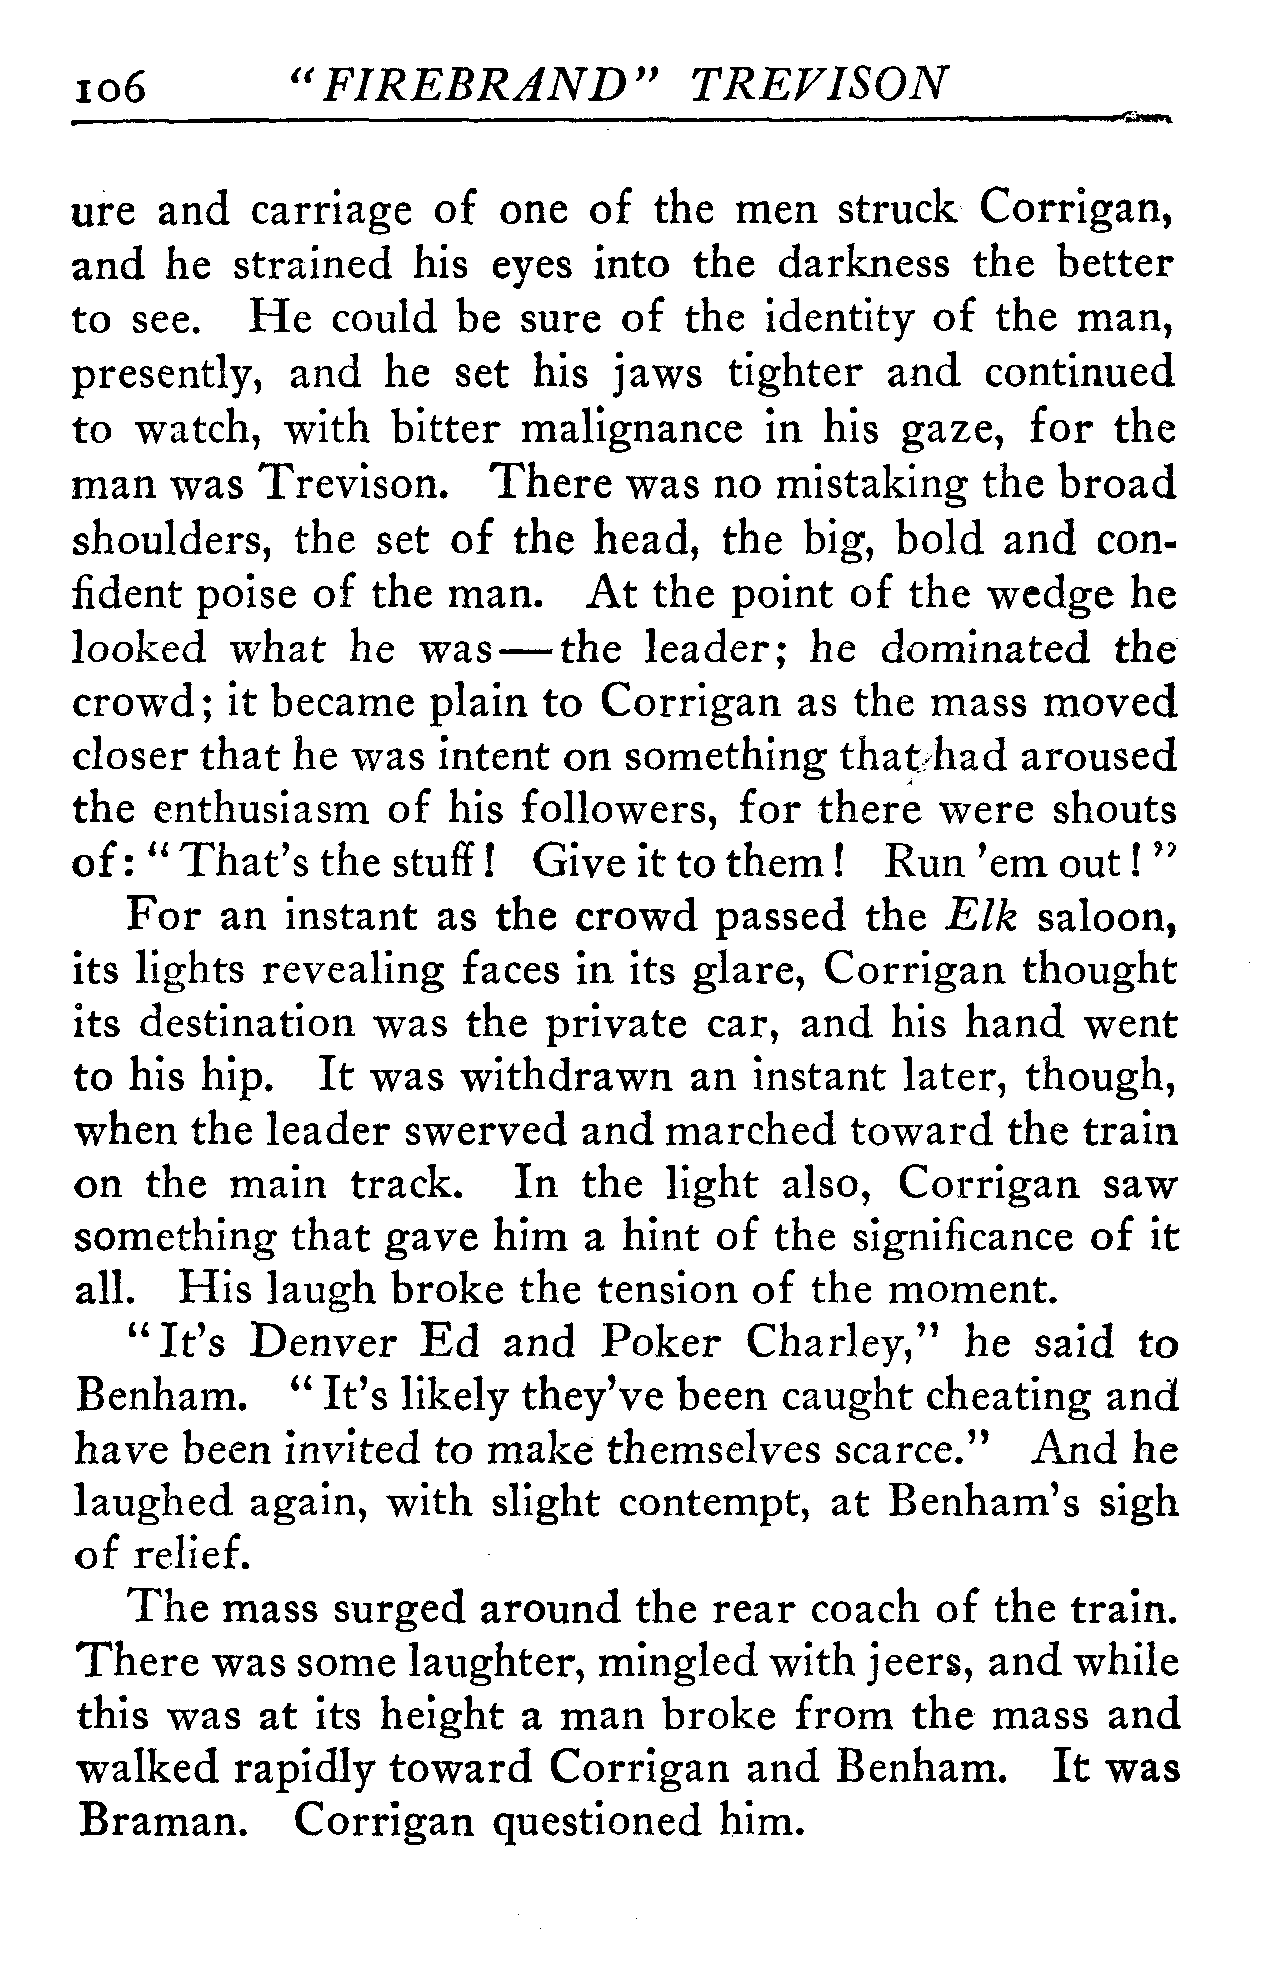 106 "FIREBRAND" TREVISON
ure and carriage of one of the men struck Corrigan,
and he strained his eyes into the darkness the better
to see. He could be sure of the identity of the man,
presently, and he set his jaws tighter and continued
to watch, with bitter malignance in his gaze, for the
man was Trevison. There was no mistaking the broad
shoulders, the set of the head, the big, bold and con-
fident poise of the man. At the point of the wedge he
looked what he was—the leader; he dominated the
crowd; it became plain to Corrigan as the mass moved
closer that he was intent on something that had aroused
the enthusiasm of his followers, for there were shouts
of: "That's the stuff! Give it to them! Run 'em out!"
For an instant as the crowd passed the Elk saloon,
its lights revealing faces in its glare, Corrigan thought
its destination was the private car, and his hand went
to his hip. It was withdrawn an instant later, though,
when the leader swerved and marched toward the train
on the main track. In the light also, Corrigan saw
something that gave him a hint of the significance of it
all. His laugh broke the tension of the moment.
"It's Denver Ed and Poker Charley," he said to
Benham. "It's likely they've been caught cheating and
have been invited to make themselves scarce." And he
laughed again, with slight contempt, at Benham's sigh
of relief.
The mass surged around the rear coach of the train.
There was some laughter, mingled with jeers, and while
this was at its height a man broke from the mass and
walked rapidly toward Corrigan and Benham. It was
Braman. Corrigan questioned him.